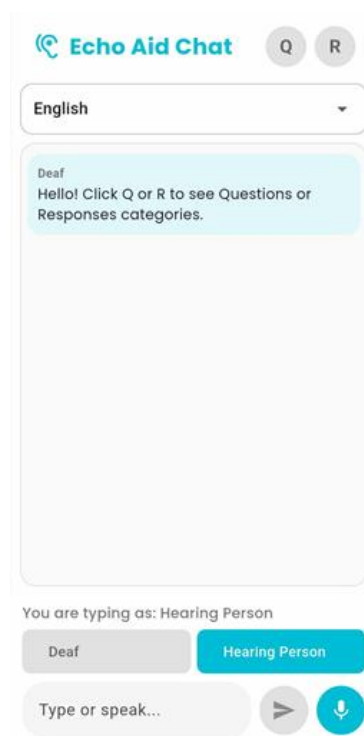 Echo Aid Chat Q R
English
Deaf
Hello! Click Q or R to see Questions or
Responses categories.
You are typing as: Hearing Person
Deaf Hearing Person
Type or speak...